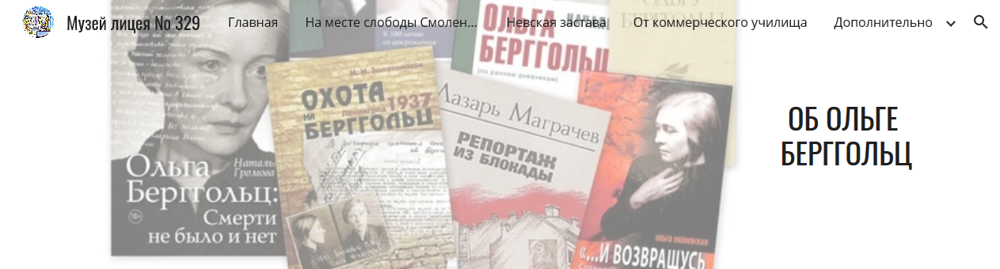 Музей лицея No 329
Главная
На месте слободы Смолен...
Невская застава
От коммерческого училища
Дополнительно
ОБ ОЛЬГЕ
БЕРГГОЛЬЦ
Наталья
Громова
Ольга
Берггольц:
Смерти
не было и нет
18+
К 100-летию
со дня рождения
М. Н. Золотоносов
ОХОТА
НА
БЕРГГОЛЬЦ
Ленинград 1937
ОЛЬГА
БЕРГГОЛЬЦ
(по ранним дневникам)
Лазарь Маграчев
РЕПОРТАЖ
ИЗ БЛОКАДЫ
ОЛЬГА ОКОНЕВСКАЯ
«...И ВОЗВРАЩУСЬ